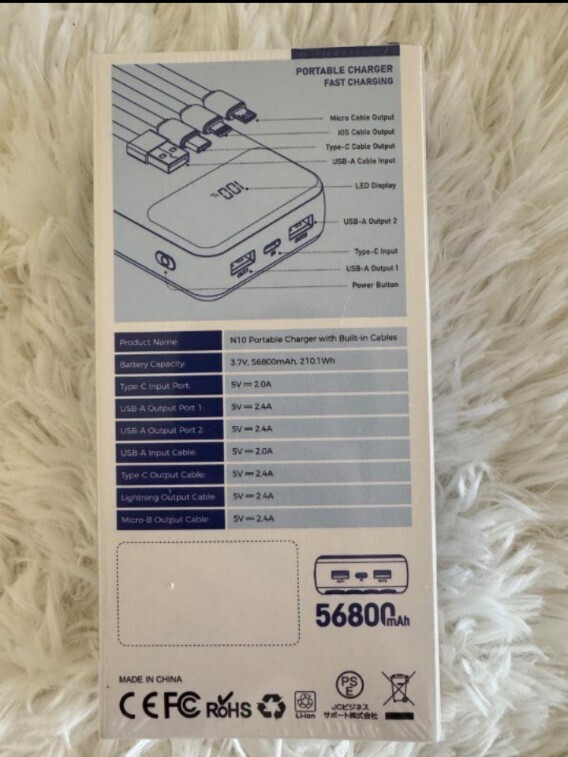 PORTABLE CHARGER
FAST CHARGING
Micro Cable Output
iOS Cable Output
Type-C Cable Output
USB-A Cable Input
LED Display
100%
USB-A Output 2
Type-C Input
USB-A Output 1
Power Button
Product Name: N10 Portable Charger with Built-in Cables
Battery Capacity: 3.7V, 56800mAh, 210.1Wh
Type-C Input Port: 5V⎓2.0A
USB-A Output Port 1: 5V⎓2.4A
USB-A Output Port 2: 5V⎓2.4A
USB-A Input Cable: 5V⎓2.0A
Type-C Output Cable: 5V⎓2.4A
Lightning Output Cable 5V⎓2.4A
Micro-B Output Cable: 5V⎓2.4A
56800mAh
MADE IN CHINA
CE FC RoHS
Li-ion
PS
E
JCビジネス
サポート株式会社